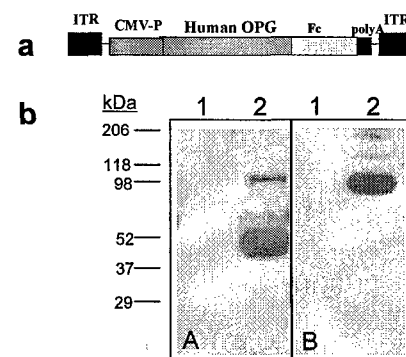 a
ITR CMV-P Human OPG Fc polyA ITR
b
kDa 1 2 1 2
206
118
98
52
37
29
A B